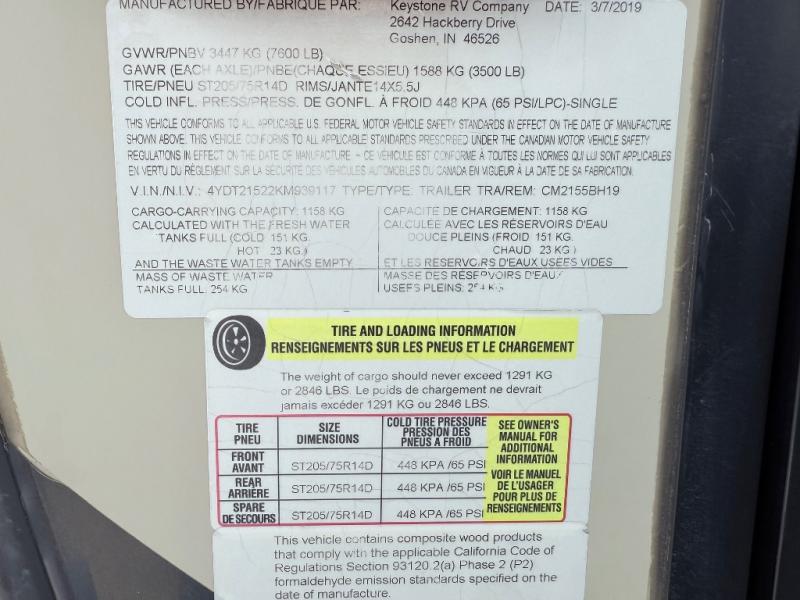 MANUFACTURED BY/FABRIQUE PAR: Keystone RV Company DATE: 3/7/2019
2642 Hackberry Drive
Goshen, IN 46526
GVWR/PNBV 3447 KG (7600 LB)
GAWR (EACH AXLE)/PNBE(CHAQUE ESSIEU) 1588 KG (3500 LB)
TIRE/PNEU ST205/75R14D RIMS/JANTE14X5.5J
COLD INFL. PRESS/PRESS. DE GONFL. À FROID 448 KPA (65 PSI/LPC)-SINGLE
THIS VEHICLE CONFORMS TO ALL APPLICABLE U.S. FEDERAL MOTOR VEHICLE SAFETY STANDARDS IN EFFECT ON THE DATE OF MANUFACTURE
SHOWN ABOVE. THIS VEHICLE CONFORMS TO ALL APPLICABLE STANDARDS PRESCRIBED UNDER THE CANADIAN MOTOR VEHICLE SAFETY
REGULATIONS IN EFFECT ON THE DATE OF MANUFACTURE - CE VÉHICULE EST CONFORME À TOUTES LES NORMES QUI LUI SONT APPLICABLES
EN VERTU DU RÈGLEMENT SUR LA SÉCURITÉ DES VÉHICULES AUTOMOBILES DU CANADA EN VIGUEUR À LA DATE DE SA FABRICATION.
V.I.N./N.I.V.: 4YDT21522KM939117 TYPE/TYPE: TRAILER TRA/REM: CM2155BH19
CARGO-CARRYING CAPACITY: 1158 KG
CALCULATED WITH THE FRESH WATER
TANKS FULL (COLD 151 KG.
HOT 23 KG.)
AND THE WASTE WATER TANKS EMPTY
MASS OF WASTE WATER
TANKS FULL: 254 KG.
CAPACITÉ DE CHARGEMENT: 1158 KG
CALCULÉE AVEC LES RÉSERVOIRS D'EAU
DOUCE PLEINS (FROID 151 KG.
CHAUD 23 KG.)
ET LES RESERVOIRS D'EAUX USEES VIDES
MASSE DES RÉSERVOIRS D'EAUX
USEES PLEINS: 254 KG.
TIRE AND LOADING INFORMATION
RENSEIGNEMENTS SUR LES PNEUS ET LE CHARGEMENT
The weight of cargo should never exceed 1291 KG
or 2846 LBS. Le poids de chargement ne devrait
jamais excéder 1291 KG ou 2846 LBS.
TIRE PNEU SIZE DIMENSIONS COLD TIRE PRESSURE PRESSION DES PNEUS A FROID
FRONT AVANT ST205/75R14D 448 KPA /65 PSI
REAR ARRIÈRE ST205/75R14D 448 KPA /65 PSI
SPARE DE SECOURS ST205/75R14D 448 KPA /65 PSI
SEE OWNER'S
MANUAL FOR
ADDITIONAL
INFORMATION
VOIR LE MANUEL
DE L'USAGER
POUR PLUS DE
RENSEIGNEMENTS
This vehicle contains composite wood products
that comply with the applicable California Code of
Regulations Section 93120.2(a) Phase 2 (P2)
formaldehyde emission standards specified on the
date of manufacture.